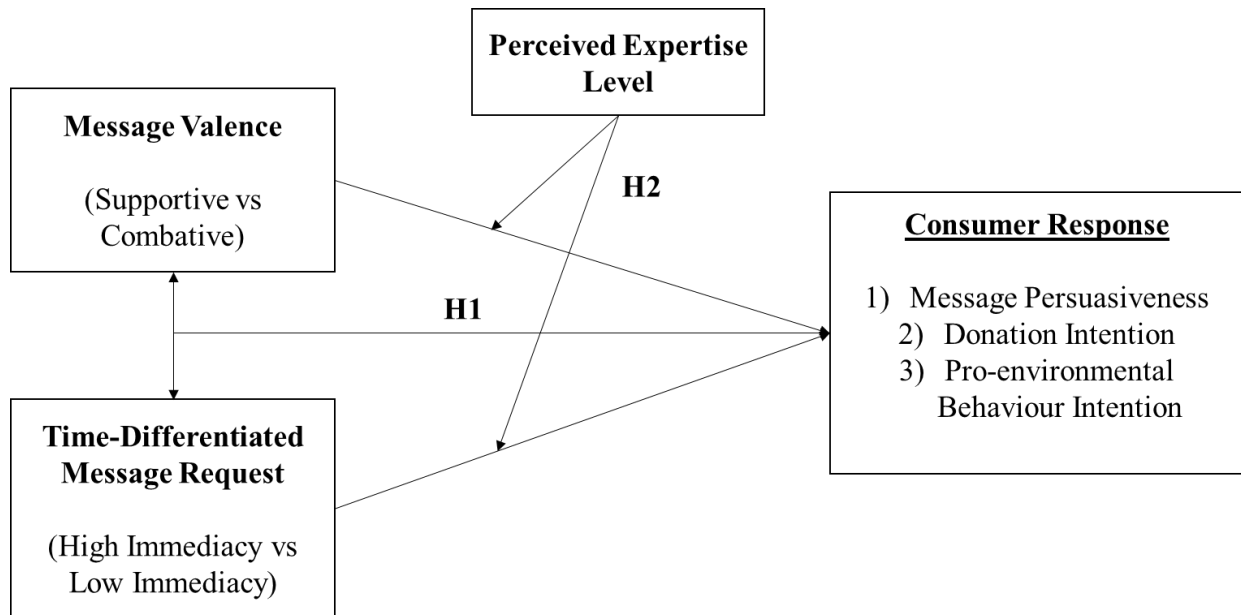 Perceived Expertise
Level
Message Valence
(Supportive vs
Combative)
H2
Consumer Response
1) Message Persuasiveness
2) Donation Intention
3) Pro-environmental
Behaviour Intention
H1
Time-Differentiated
Message Request
(High Immediacy vs
Low Immediacy)